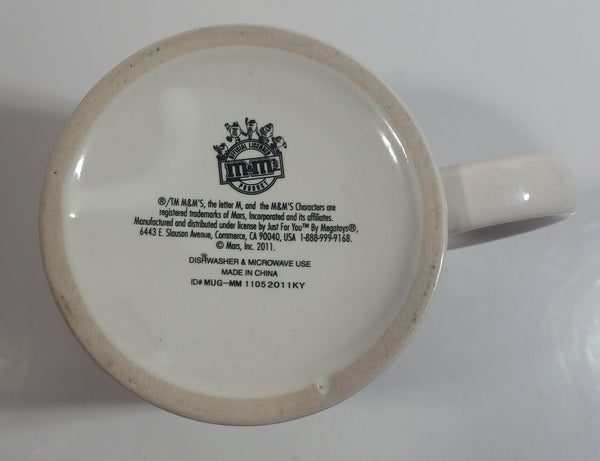 OFFICIAL LICENSED
m&m's
PRODUCT
®/TM M&M'S, the letter M, and the M&M'S Characters are
registered trademarks of Mars, Incorporated and its affiliates.
Manufactured and distributed under license by Just For You™ By Megatoys®,
6443 E. Slauson Avenue, Commerce, CA 90040, USA 1-888-999-9168.
© Mars, Inc. 2011.
DISHWASHER & MICROWAVE USE
MADE IN CHINA
ID# MUG-MM 11052011KY